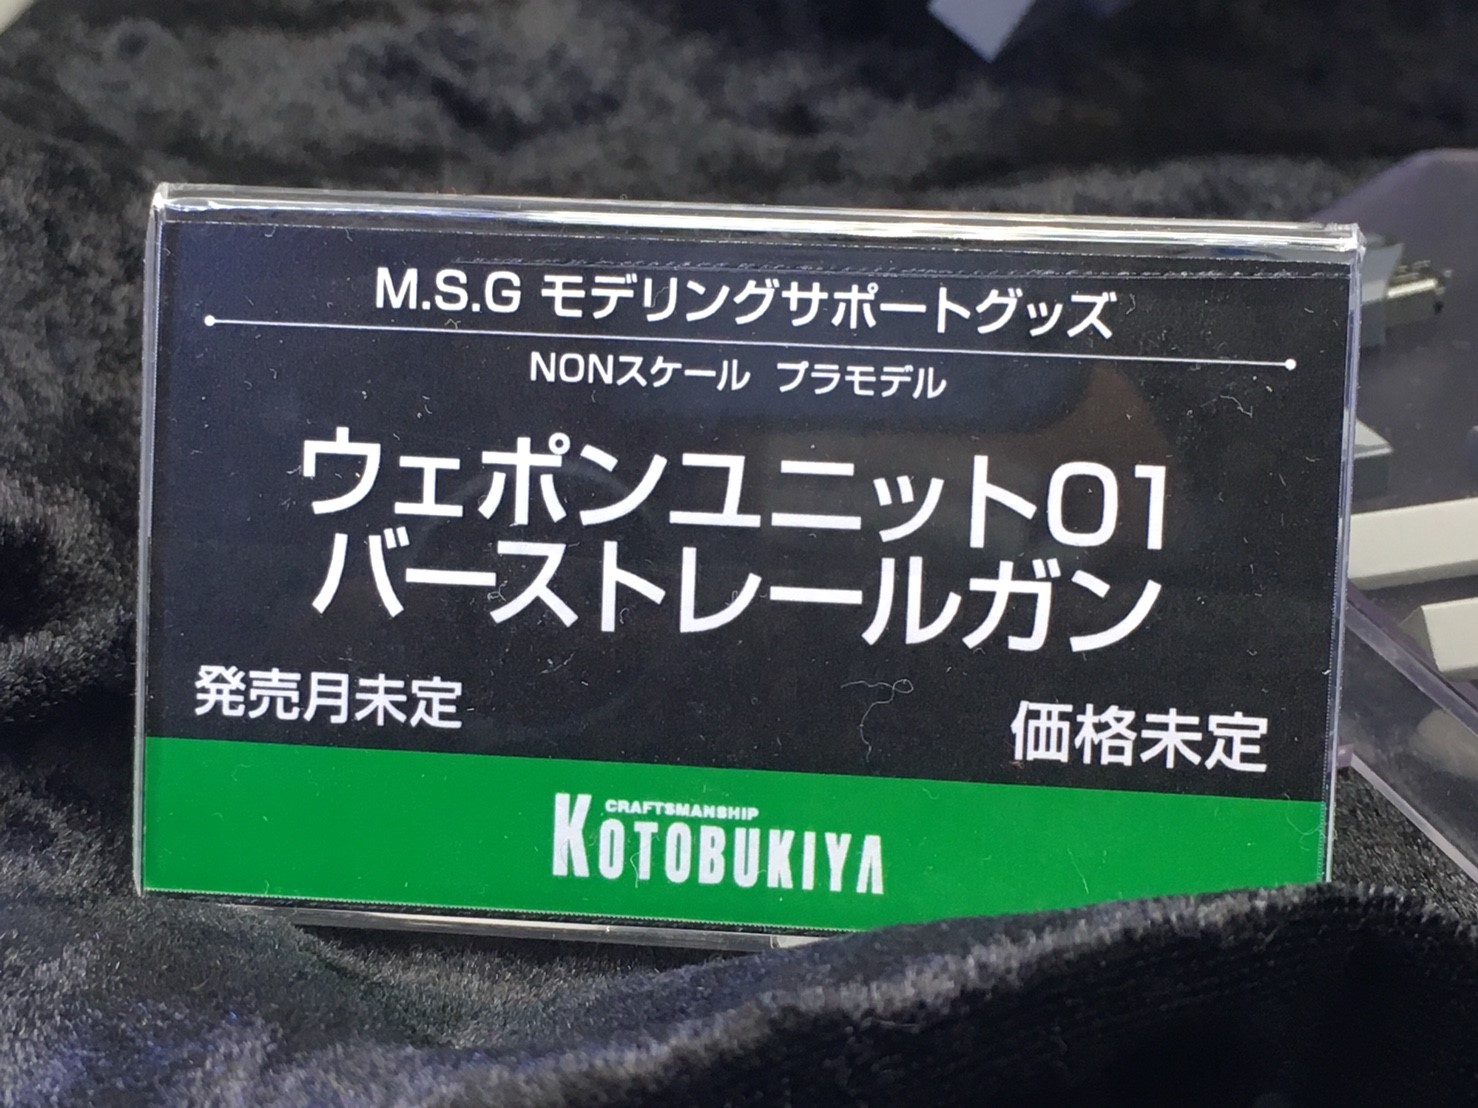 M.S.G モデリングサポートグッズ
NONスケール プラモデル
ウェポンユニット01
バーストレールガン
発売月未定
価格未定
CRAFTSMANSHIP
KOTOBUKIYA